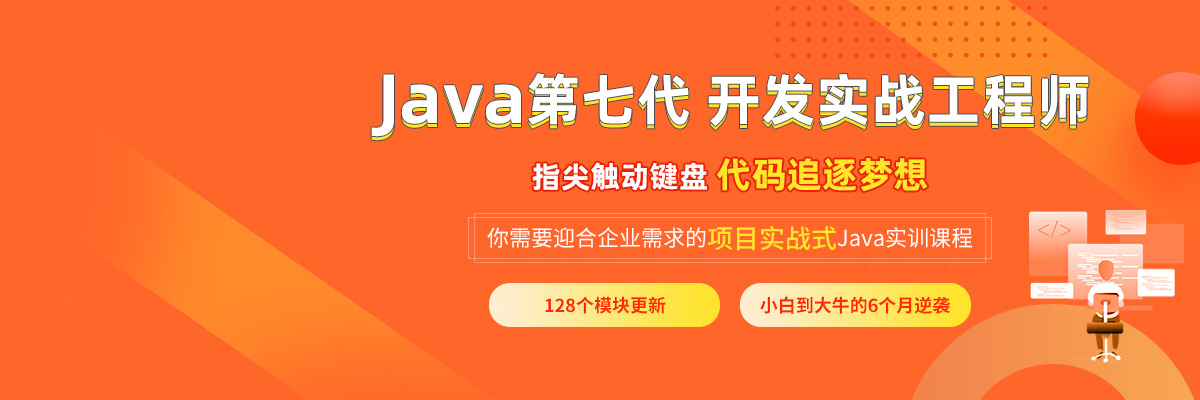 Java第七代 开发实战工程师
指尖触动键盘 代码追逐梦想
你需要迎合企业需求的项目实战式Java实训课程
128个模块更新
小白到大牛的6个月逆袭
</>